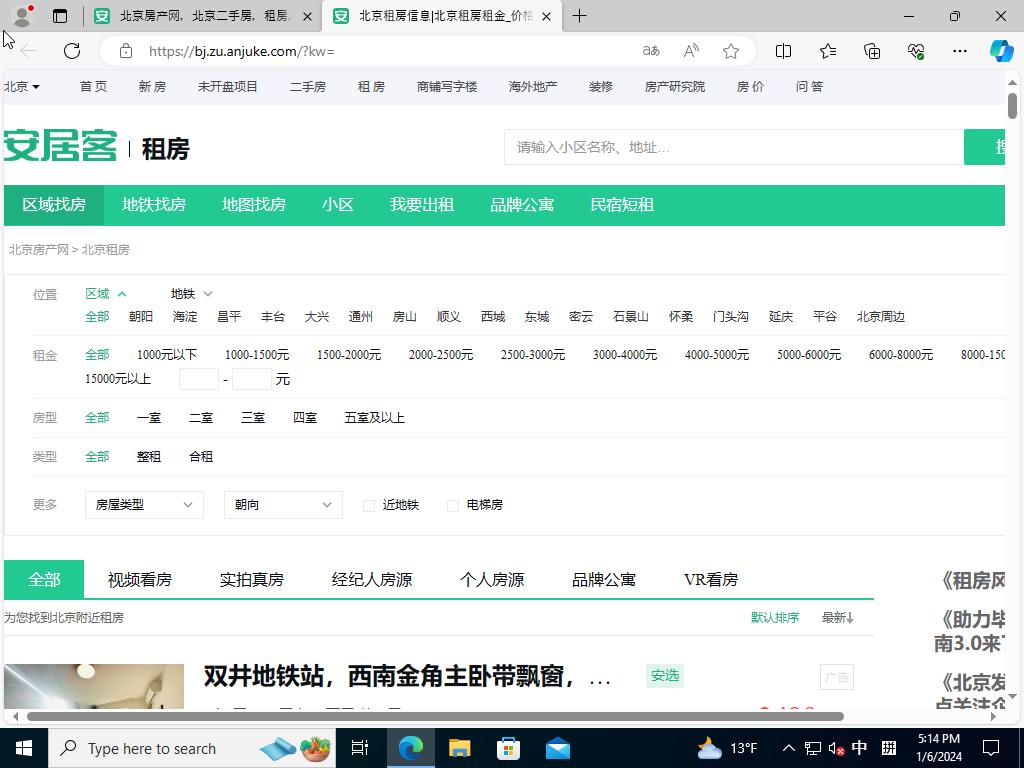 北京房产网，北京二手房，租房，
北京租房信息|北京租房租金_价格
https://bj.zu.anjuke.com/?kw=
北京 首 页 新 房 未开盘项目 二手房 租 房 商铺写字楼 海外地产 装修 房产研究院 房 价 问 答
安居客 | 租房
请输入小区名称、地址...
区域找房 地铁找房 地图找房 小区 我要出租 品牌公寓 民宿短租
北京房产网 > 北京租房
位置 区域 地铁
全部 朝阳 海淀 昌平 丰台 大兴 通州 房山 顺义 西城 东城 密云 石景山 怀柔 门头沟 延庆 平谷 北京周边
租金 全部 1000元以下 1000-1500元 1500-2000元 2000-2500元 2500-3000元 3000-4000元 4000-5000元 5000-6000元 6000-8000元 8000-150
15000元以上 - 元
房型 全部 一室 二室 三室 四室 五室及以上
类型 全部 整租 合租
更多 房屋类型 朝向 近地铁 电梯房
全部 视频看房 实拍真房 经纪人房源 个人房源 品牌公寓 VR看房
为您找到北京附近租房 默认排序 最新↓
《租房风
《助力毕
南3.0来了
《北京发
点关注企
双井地铁站，西南金角主卧带飘窗，... 安选 广告
Type here to search
13°F
中
拼
5:14 PM
1/6/2024